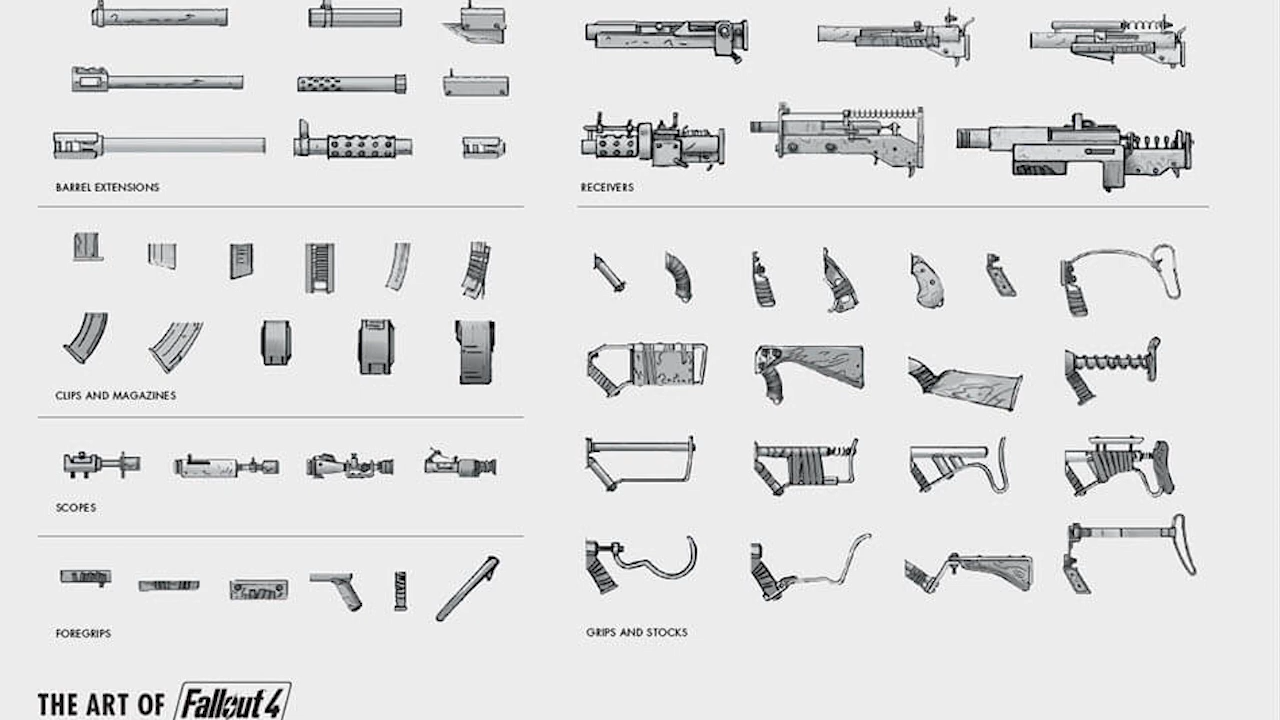 BARREL EXTENSIONS
RECEIVERS
CLIPS AND MAGAZINES
SCOPES
FOREGRIPS
GRIPS AND STOCKS
THE ART OF Fallout 4